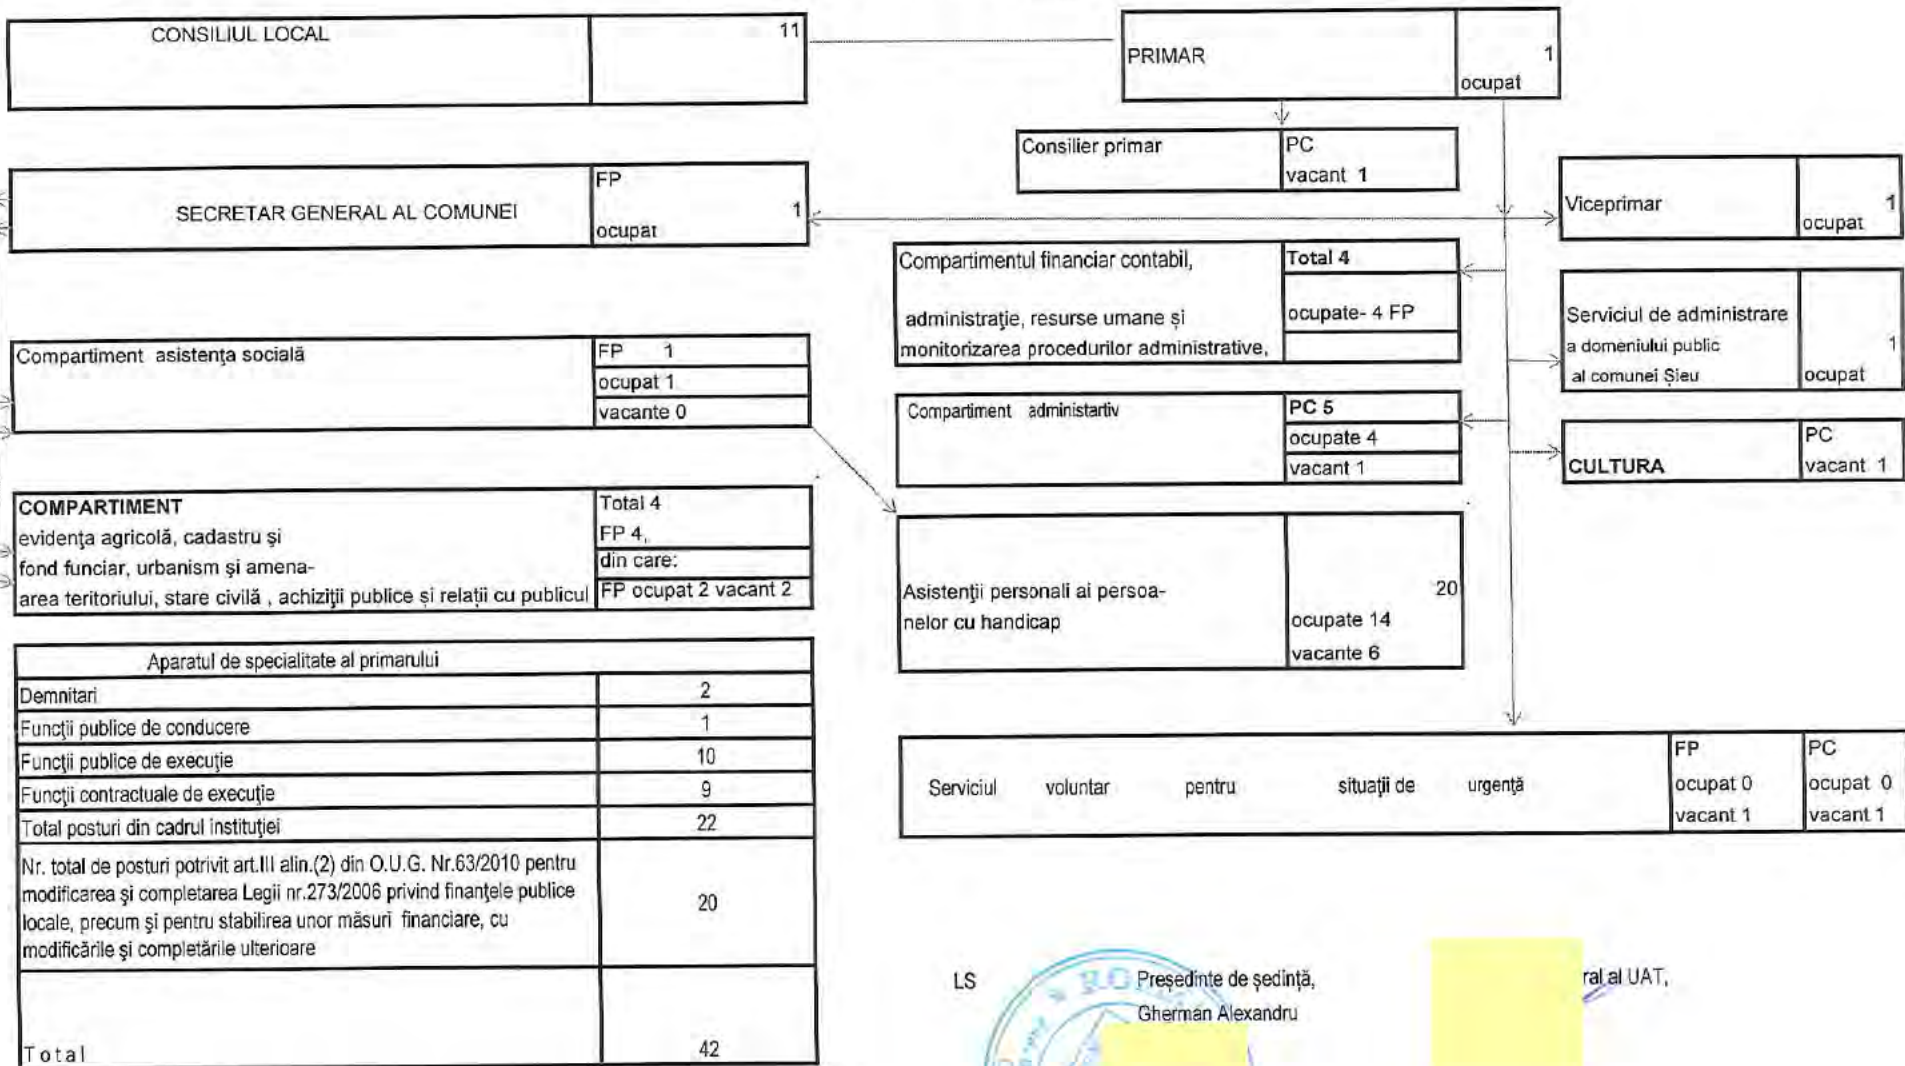 CONSILIUL LOCAL 11
PRIMAR 1
ocupat
Consilier primar PC
vacant 1
SECRETAR GENERAL AL COMUNEI FP
1
ocupat
Viceprimar 1
ocupat
Compartimentul financiar contabil, Total 4
administraţie, resurse umane și ocupate- 4 FP
monitorizarea procedurilor administrative,
Serviciul de administrare
a domeniului public 1
al comunei Șieu ocupat
Compartiment asistenţa socială FP 1
ocupat 1
vacante 0
Compartiment administartiv PC 5
ocupate 4
vacant 1
CULTURA PC
vacant 1
COMPARTIMENT Total 4
evidenţa agricolă, cadastru şi FP 4,
fond funciar, urbanism şi amena- din care:
area teritoriului, stare civilă , achiziţii publice și relații cu publicul FP ocupat 2 vacant 2
Asistenţii personali ai persoa- 20
nelor cu handicap ocupate 14
vacante 6
Aparatul de specialitate al primarului
Demnitari 2
Funcţii publice de conducere 1
Funcţii publice de execuţie 10
Funcţii contractuale de execuţie 9
Total posturi din cadrul instituţiei 22
Nr. total de posturi potrivit art.III alin.(2) din O.U.G. Nr.63/2010 pentru
modificarea şi completarea Legii nr.273/2006 privind finanţele publice
locale, precum şi pentru stabilirea unor măsuri financiare, cu
modificările şi completările ulterioare 20
Total 42
Serviciul voluntar pentru situaţii de urgenţă FP PC
ocupat 0 ocupat 0
vacant 1 vacant 1
LS Președinte de ședință, ral al UAT,
Gherman Alexandru